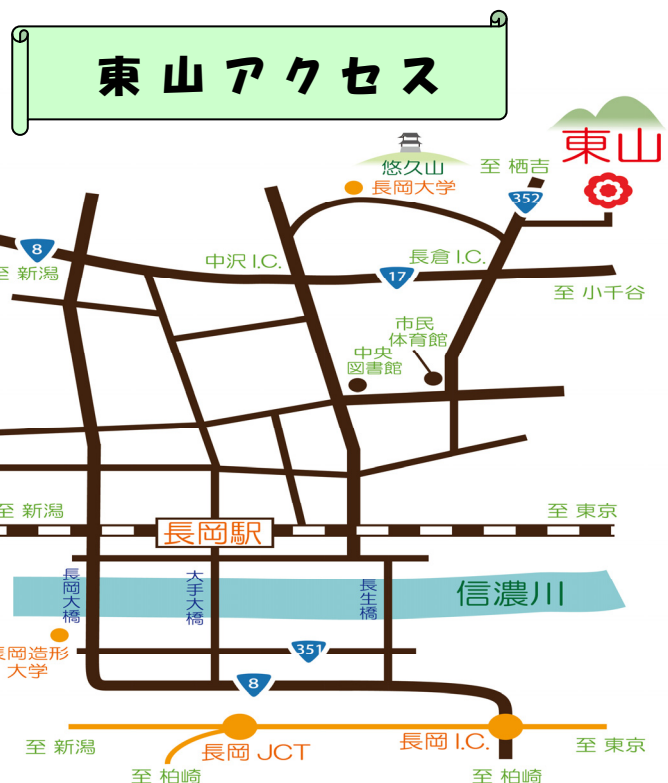 東山アクセス
東山
悠久山
長岡大学
至 栖吉
352
8
至 新潟
中沢 I.C.
長倉 I.C.
17
至 小千谷
市民
体育館
中央
図書館
至 新潟
長岡駅
至 東京
長岡大橋
大手大橋
長生橋
信濃川
長岡造形
大学
351
8
至 新潟
長岡 JCT
長岡 I.C.
至 東京
至 柏崎
至 柏崎